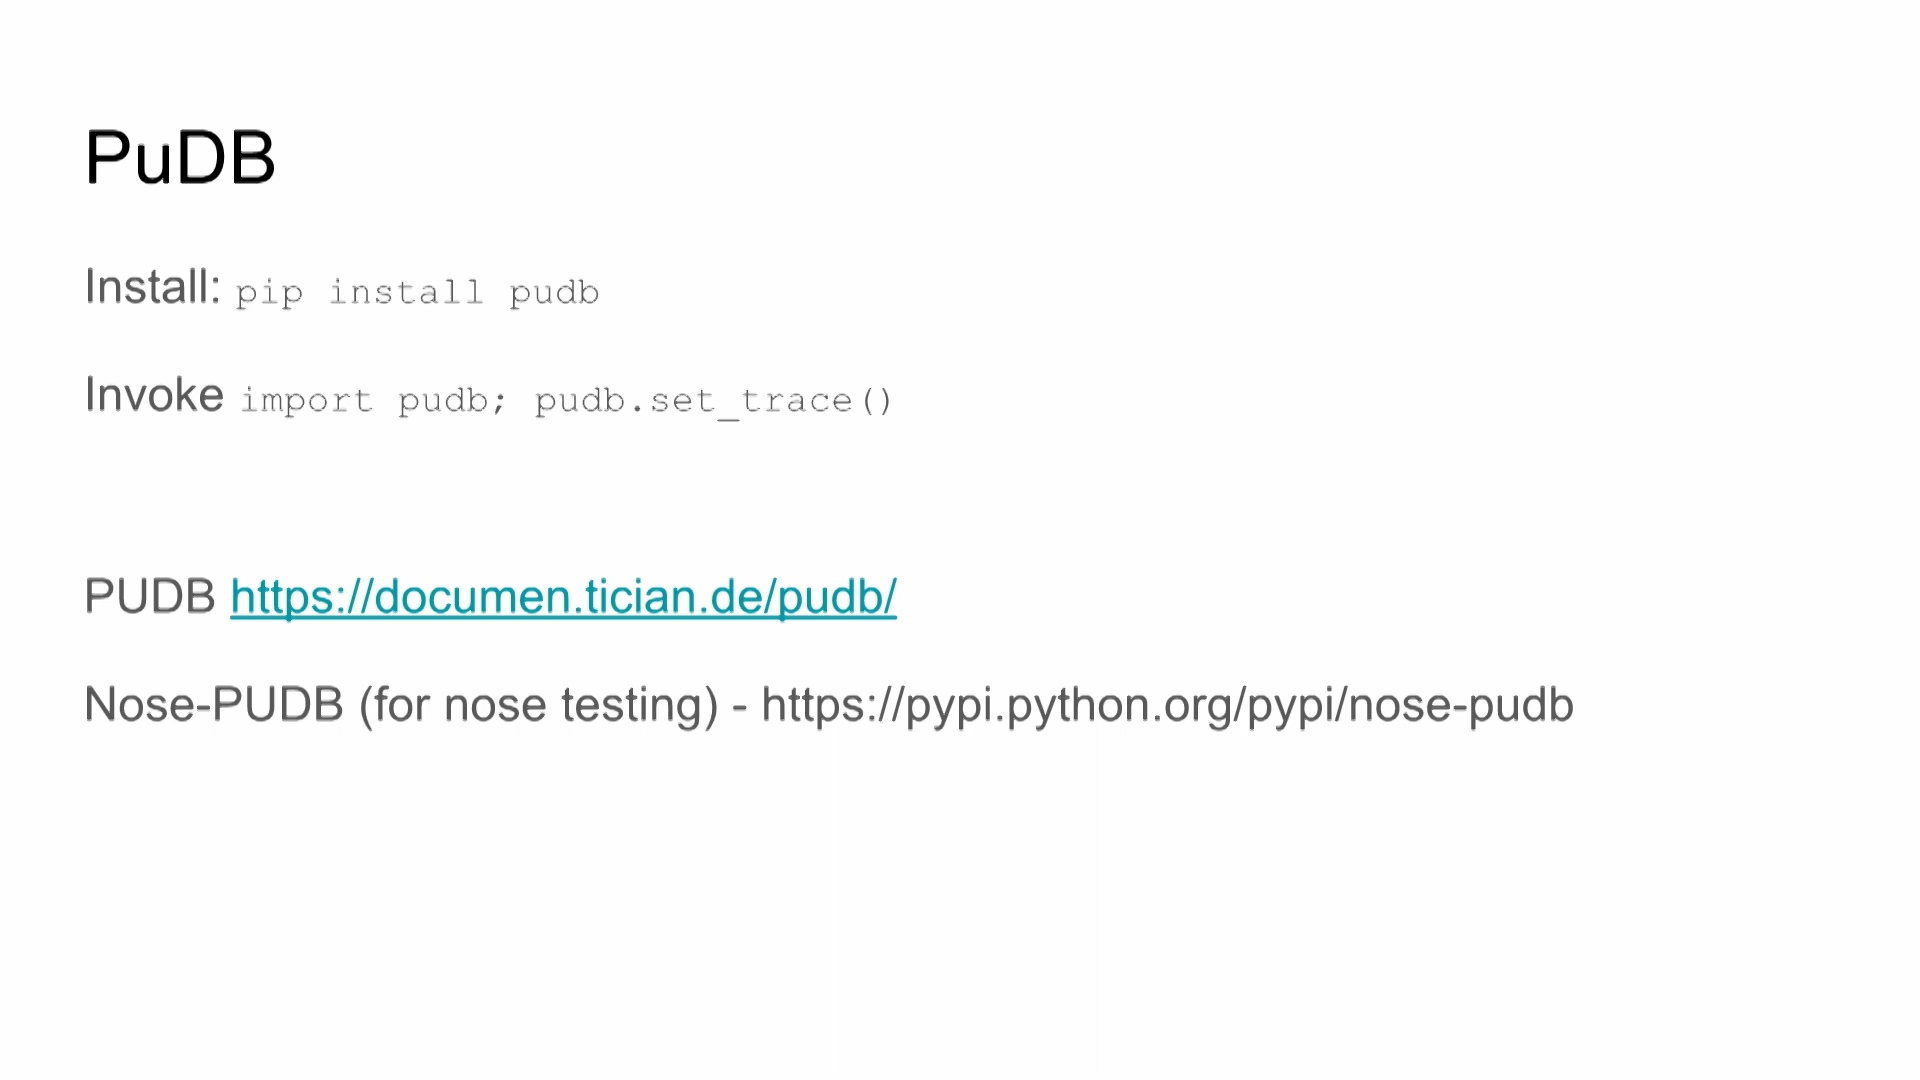 PuDB
Install: pip install pudb
Invoke import pudb; pudb.set_trace()
PUDB https://documen.tician.de/pudb/
Nose-PUDB (for nose testing) - https://pypi.python.org/pypi/nose-pudb